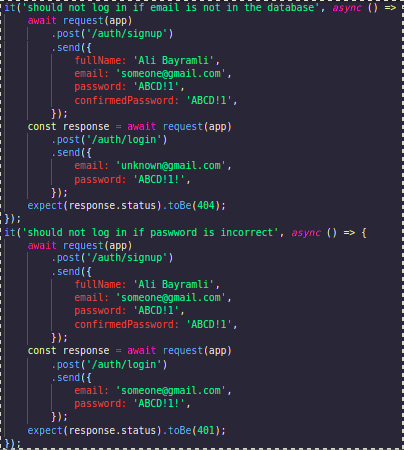 it('should not log in if email is not in the database', async () =>
await request(app)
.post('/auth/signup')
.send({
fullName: 'Ali Bayramli',
email: 'someone@gmail.com',
password: 'ABCD!1',
confirmedPassword: 'ABCD!1',
});
const response = await request(app)
.post('/auth/login')
.send({
email: 'unknown@gmail.com',
password: 'ABCD!1!',
});
expect(response.status).toBe(404);
});
it('should not log in if paswword is incorrect', async () => {
await request(app)
.post('/auth/signup')
.send({
fullName: 'Ali Bayramli',
email: 'someone@gmail.com',
password: 'ABCD!1',
confirmedPassword: 'ABCD!1',
});
const response = await request(app)
.post('/auth/login')
.send({
email: 'someone@gmail.com',
password: 'ABCD!1!',
});
expect(response.status).toBe(401);
});